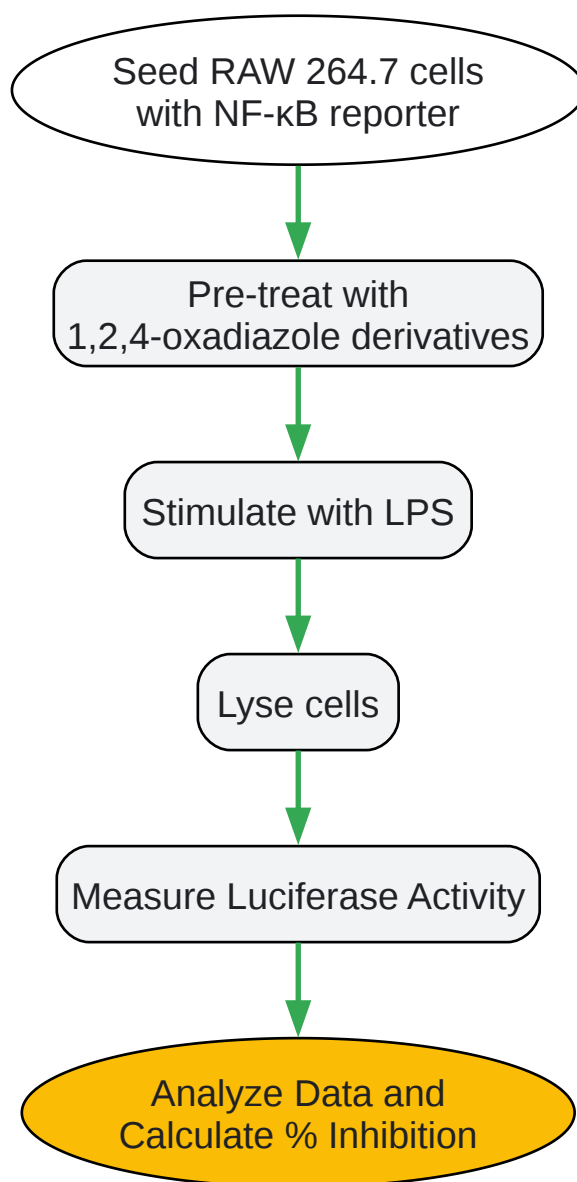 Seed RAW 264.7 cells
with NF-κB reporter
Pre-treat with
1,2,4-oxadiazole derivatives
Stimulate with LPS
Lyse cells
Measure Luciferase Activity
Analyze Data and
Calculate % Inhibition